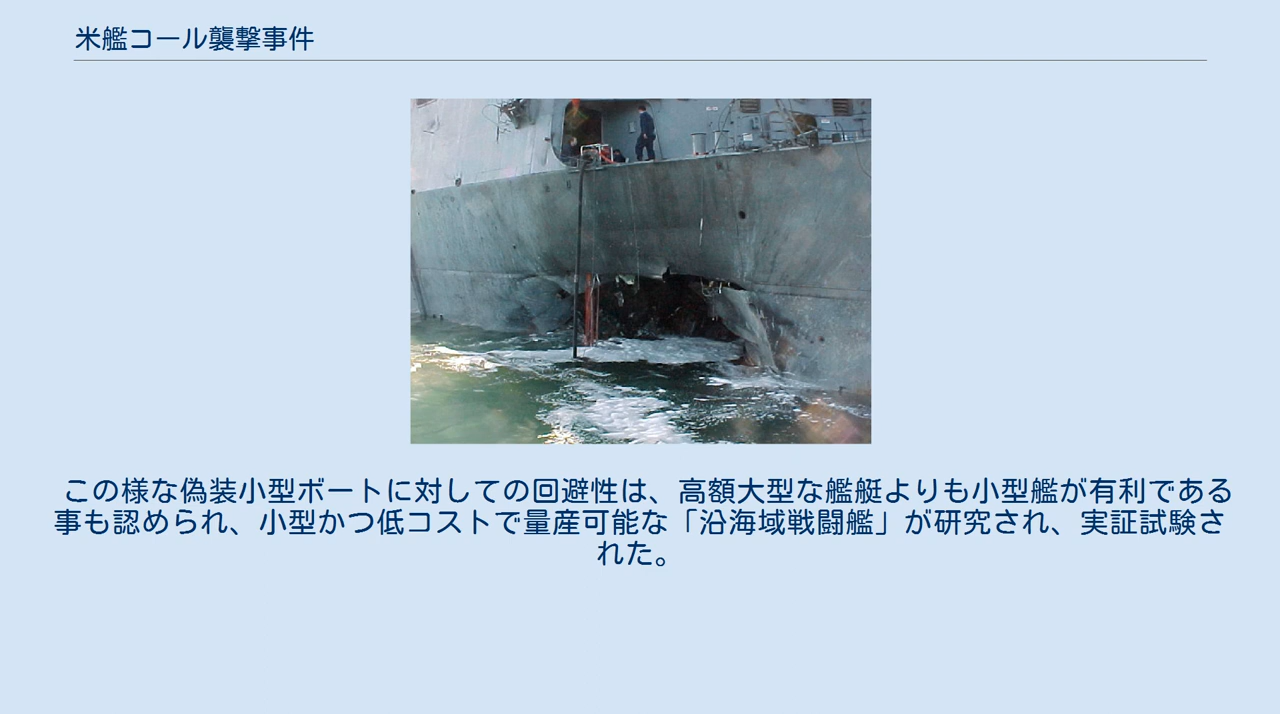 米艦コール襲撃事件
この様な偽装小型ボートに対しての回避性は、高額大型な艦艇よりも小型艦が有利である
事も認められ、小型かつ低コストで量産可能な「沿海域戦闘艦」が研究され、実証試験さ
れた。